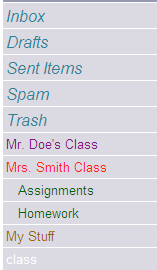 Inbox
Drafts
Sent Items
Spam
Trash
Mr. Doe's Class
Mrs. Smith Class
Assignments
Homework
My Stuff
class